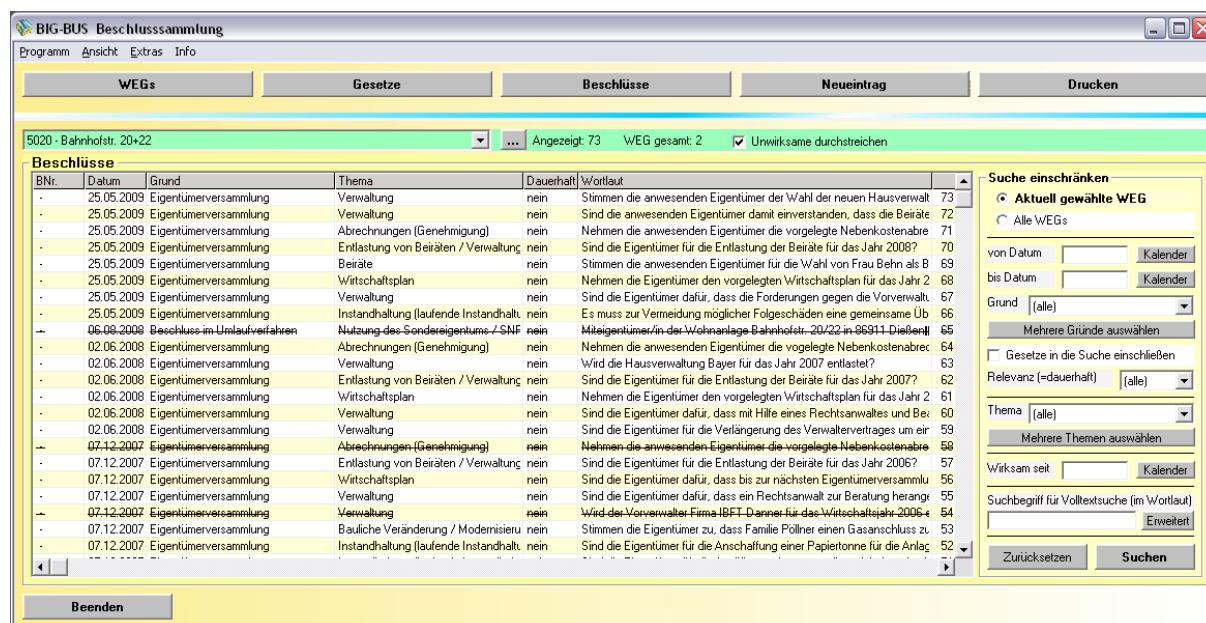 BIG-BUS Beschlusssammlung
Programm Ansicht Extras Info
WEGs Gesetze Beschlüsse Neueintrag Drucken
5020 - Bahnhofstr. 20+22 ... Angezeigt: 73 WEG gesamt: 2 Unwirksame durchstreichen
Beschlüsse
BNr. Datum Grund Thema Dauerhaft Wortlaut
- 25.05.2009 Eigentümerversammlung Verwaltung nein Stimmen die anwesenden Eigentümer der Wahl der neuen Hausverwalt 73
- 25.05.2009 Eigentümerversammlung Verwaltung nein Sind die anwesenden Eigentümer damit einverstanden, dass die Beiräte 72
- 25.05.2009 Eigentümerversammlung Abrechnungen (Genehmigung) nein Nehmen die anwesenden Eigentümer die vorgelegte Nebenkostenabre 71
- 25.05.2009 Eigentümerversammlung Entlastung von Beiräten / Verwaltung nein Sind die Eigentümer für die Entlastung der Beiräte für das Jahr 2008? 70
- 25.05.2009 Eigentümerversammlung Beiräte nein Stimmen die anwesenden Eigentümer für die Wahl von Frau Behn als B 69
- 25.05.2009 Eigentümerversammlung Wirtschaftsplan nein Nehmen die Eigentümer den vorgelegten Wirtschaftsplan für das Jahr 2 68
- 25.05.2009 Eigentümerversammlung Verwaltung nein Sind die Eigentümer dafür, dass die Forderungen gegen die Vorverwaltu 67
- 25.05.2009 Eigentümerversammlung Instandhaltung (laufende Instandhaltu nein Es muss zur Vermeidung möglicher Folgeschäden eine gemeinsame Üb 66
- 06.08.2008 Beschluss im Umlaufverfahren Nutzung des Sondereigentums / SNF nein Miteigentümer/in der Wohnanlage Bahnhofstr. 20/22 in 86911 Dießen 65
- 02.06.2008 Eigentümerversammlung Abrechnungen (Genehmigung) nein Nehmen die anwesenden Eigentümer die vogelegte Nebenkostenabrec 64
- 02.06.2008 Eigentümerversammlung Verwaltung nein Wird die Hausverwaltung Bayer für das Jahr 2007 entlastet? 63
- 02.06.2008 Eigentümerversammlung Entlastung von Beiräten / Verwaltung nein Sind die Eigentümer für die Entlastung der Beiräte für das Jahr 2007? 62
- 02.06.2008 Eigentümerversammlung Wirtschaftsplan nein Nehmen die Eigentümer den vorgelegten Wirtschaftsplan für das Jahr 2 61
- 02.06.2008 Eigentümerversammlung Verwaltung nein Sind die Eigentümer dafür, dass mit Hilfe eines Rechtsanwaltes und Bea 60
- 02.06.2008 Eigentümerversammlung Verwaltung nein Sind die Eigentümer für die Verlängerung des Verwaltervertrages um ein 59
- 07.12.2007 Eigentümerversammlung Abrechnungen (Genehmigung) nein Nehmen die anwesenden Eigentümer die vorgelegte Nebenkostenabre 58
- 07.12.2007 Eigentümerversammlung Entlastung von Beiräten / Verwaltung nein Sind die Eigentümer für die Entlastung der Beiräte für das Jahr 2006? 57
- 07.12.2007 Eigentümerversammlung Wirtschaftsplan nein Sind die Eigentümer dafür, dass bis zur nächsten Eigentümerversammlu 56
- 07.12.2007 Eigentümerversammlung Verwaltung nein Sind die Eigentümer dafür, dass ein Rechtsanwalt zur Beratung herange 55
- 07.12.2007 Eigentümerversammlung Verwaltung nein Wird der Vorverwalter Firma IBFT Danner für das Wirtschaftsjahr 2006 e 54
- 07.12.2007 Eigentümerversammlung Bauliche Veränderung / Modernisieru nein Stimmen die Eigentümer zu, dass Familie Pöllner einen Gasanschluss zu 53
- 07.12.2007 Eigentümerversammlung Instandhaltung (laufende Instandhaltu nein Sind die Eigentümer für die Anschaffung einer Papiertonne für die Anlag 52
Suche einschränken
Aktuell gewählte WEG
Alle WEGs
von Datum Kalender
bis Datum Kalender
Grund (alle)
Mehrere Gründe auswählen
Gesetze in die Suche einschließen
Relevanz (=dauerhaft) (alle)
Thema (alle)
Mehrere Themen auswählen
Wirksam seit Kalender
Suchbegriff für Volltextsuche (im Wortlaut)
Erweitert
Zurücksetzen Suchen
Beenden